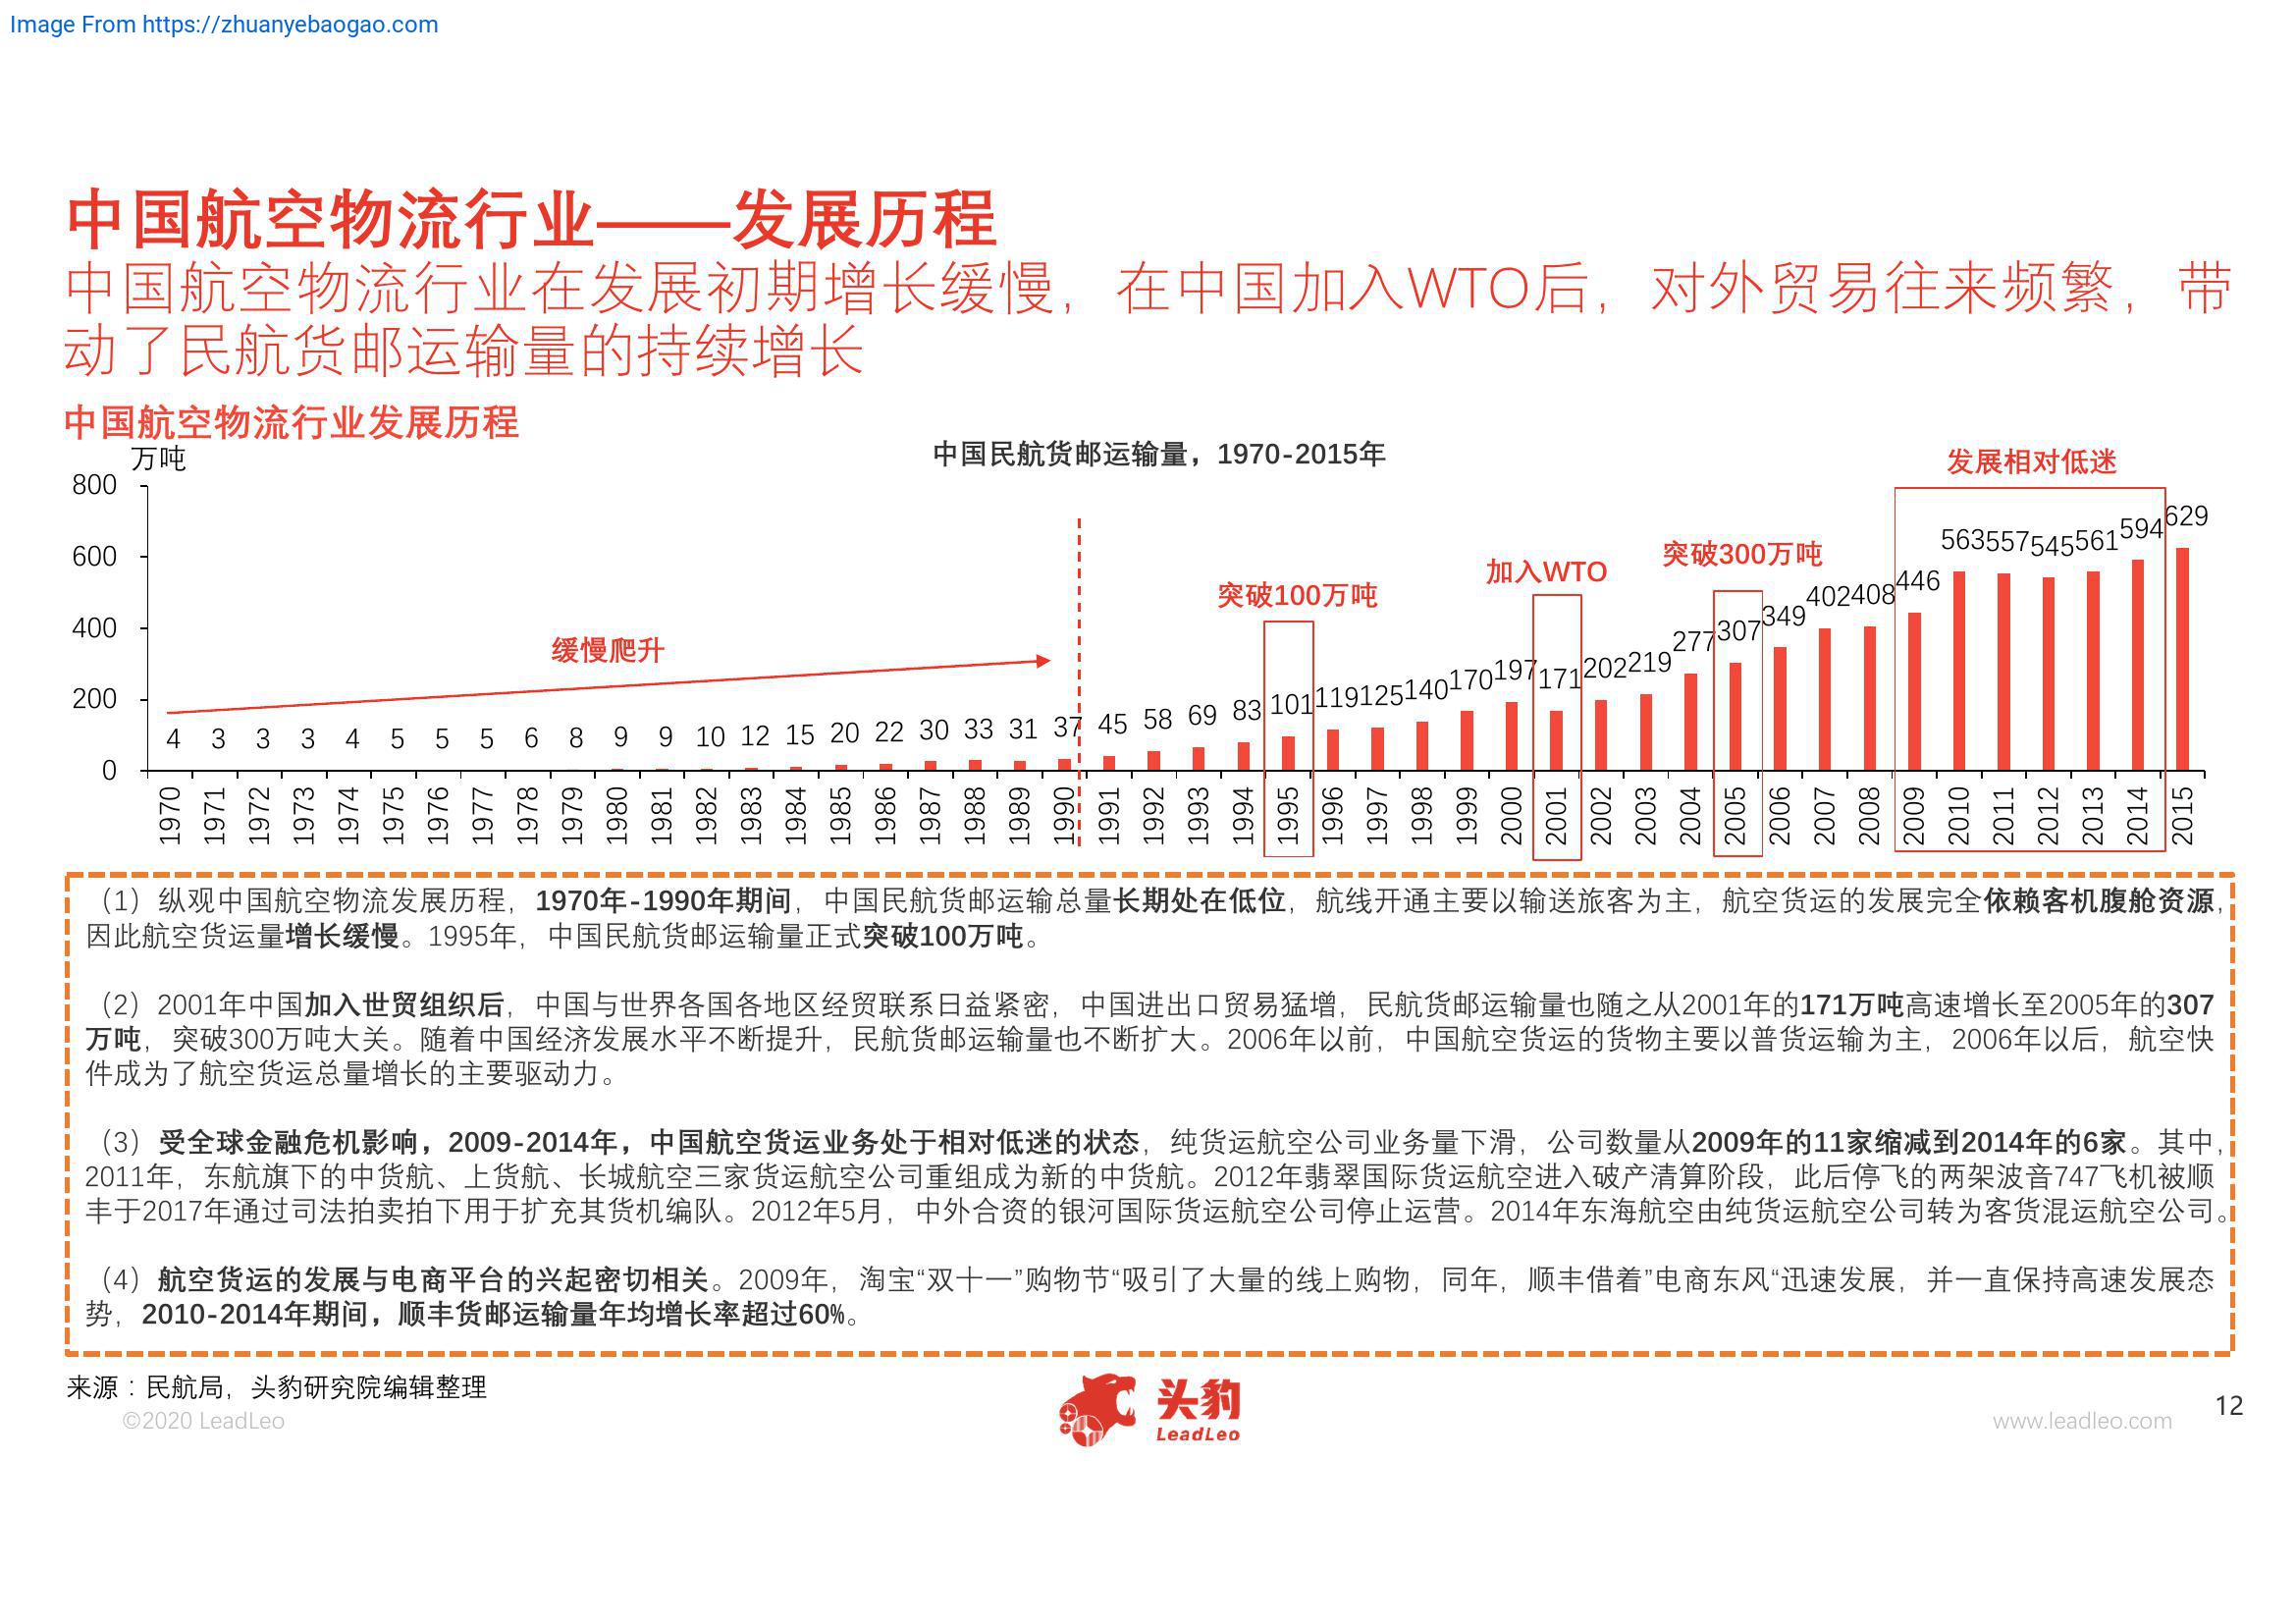 Image From https://zhuanyebaogao.com
中国航空物流行业——发展历程
中国航空物流行业在发展初期增长缓慢，在中国加入WTO后，对外贸易往来频繁，带
动了民航货邮运输量的持续增长
中国航空物流行业发展历程
中国民航货邮运输量，1970-2015年
万吨
800
600
400
200
0
缓慢爬升
突破100万吨
加入WTO
突破300万吨
发展相对低迷
4 3 3 3 4 5 5 5 6 8 9 9 10 12 15 20 22 30 33 31 37 45 58 69 83 101 119 125 140 170 197 171 202 219 277 307 349 402 408 446 563 557 545 561 594 629
1970 1971 1972 1973 1974 1975 1976 1977 1978 1979 1980 1981 1982 1983 1984 1985 1986 1987 1988 1989 1990 1991 1992 1993 1994 1995 1996 1997 1998 1999 2000 2001 2002 2003 2004 2005 2006 2007 2008 2009 2010 2011 2012 2013 2014 2015
（1）纵观中国航空物流发展历程，1970年-1990年期间，中国民航货邮运输总量长期处在低位，航线开通主要以输送旅客为主，航空货运的发展完全依赖客机腹舱资源，
因此航空货运量增长缓慢。1995年，中国民航货邮运输量正式突破100万吨。
（2）2001年中国加入世贸组织后，中国与世界各国各地区经贸联系日益紧密，中国进出口贸易猛增，民航货邮运输量也随之从2001年的171万吨高速增长至2005年的307
万吨，突破300万吨大关。随着中国经济发展水平不断提升，民航货邮运输量也不断扩大。2006年以前，中国航空货运的货物主要以普货运输为主，2006年以后，航空快
件成为了航空货运总量增长的主要驱动力。
（3）受全球金融危机影响，2009-2014年，中国航空货运业务处于相对低迷的状态，纯货运航空公司业务量下滑，公司数量从2009年的11家缩减到2014年的6家。其中，
2011年，东航旗下的中货航、上货航、长城航空三家货运航空公司重组成为新的中货航。2012年翡翠国际货运航空进入破产清算阶段，此后停飞的两架波音747飞机被顺
丰于2017年通过司法拍卖拍下用于扩充其货机编队。2012年5月，中外合资的银河国际货运航空公司停止运营。2014年东海航空由纯货运航空公司转为客货混运航空公司。
（4）航空货运的发展与电商平台的兴起密切相关。2009年，淘宝“双十一”购物节“吸引了大量的线上购物，同年，顺丰借着”电商东风“迅速发展，并一直保持高速发展态
势，2010-2014年期间，顺丰货邮运输量年均增长率超过60%。
来源：民航局，头豹研究院编辑整理
©2020 LeadLeo
头豹
LeadLeo
www.leadleo.com
12